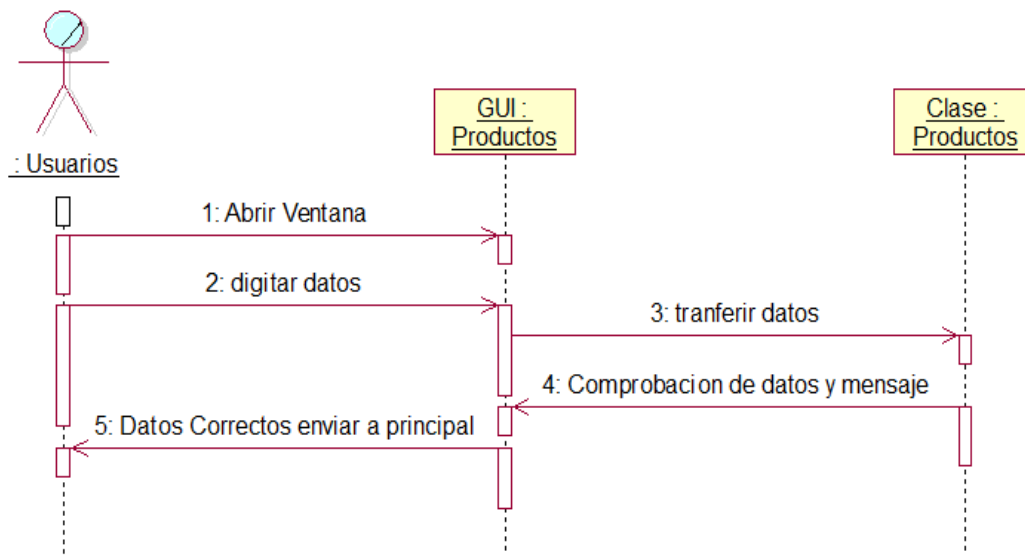 : Usuarios
GUI :
Productos
Clase :
Productos
1: Abrir Ventana
2: digitar datos
3: tranferir datos
4: Comprobacion de datos y mensaje
5: Datos Correctos enviar a principal